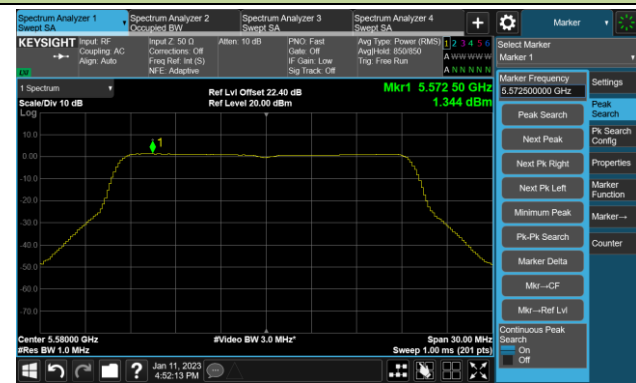 Spectrum Analyzer 1
Swept SA
Spectrum Analyzer 2
Occupied BW
Spectrum Analyzer 3
Swept SA
Spectrum Analyzer 4
Swept SA
Marker
KEYSIGHT
Input: RF
Coupling: AC
Align: Auto
Input Z: 50 Ω
Corrections: Off
Freq Ref: Int (S)
NFE: Adaptive
Atten: 10 dB
PNO: Fast
Gate: Off
IF Gain: Low
Sig Track: Off
Avg Type: Power (RMS)
Avg|Hold: 850/850
Trig: Free Run
1 2 3 4 5 6
A W W W W W
A N N N N N
Select Marker
Marker 1
1 Spectrum
Scale/Div 10 dB
Log
Ref Lvl Offset 22.40 dB
Ref Level 20.00 dBm
Mkr1 5.572 50 GHz
1.344 dBm
10.0
0.00
-10.0
-20.0
-30.0
-40.0
-50.0
-60.0
-70.0
1
Center 5.58000 GHz
#Res BW 1.0 MHz
#Video BW 3.0 MHz*
Span 30.00 MHz
Sweep 1.00 ms (201 pts)
Marker Frequency
5.572500000 GHz
Peak Search
Next Peak
Next Pk Right
Next Pk Left
Minimum Peak
Pk-Pk Search
Marker Delta
Mkr→CF
Mkr→Ref Lvl
Continuous Peak
Search
On
Off
Settings
Peak
Search
Pk Search
Config
Properties
Marker
Function
Marker→
Counter
Jan 11, 2023
4:52:13 PM